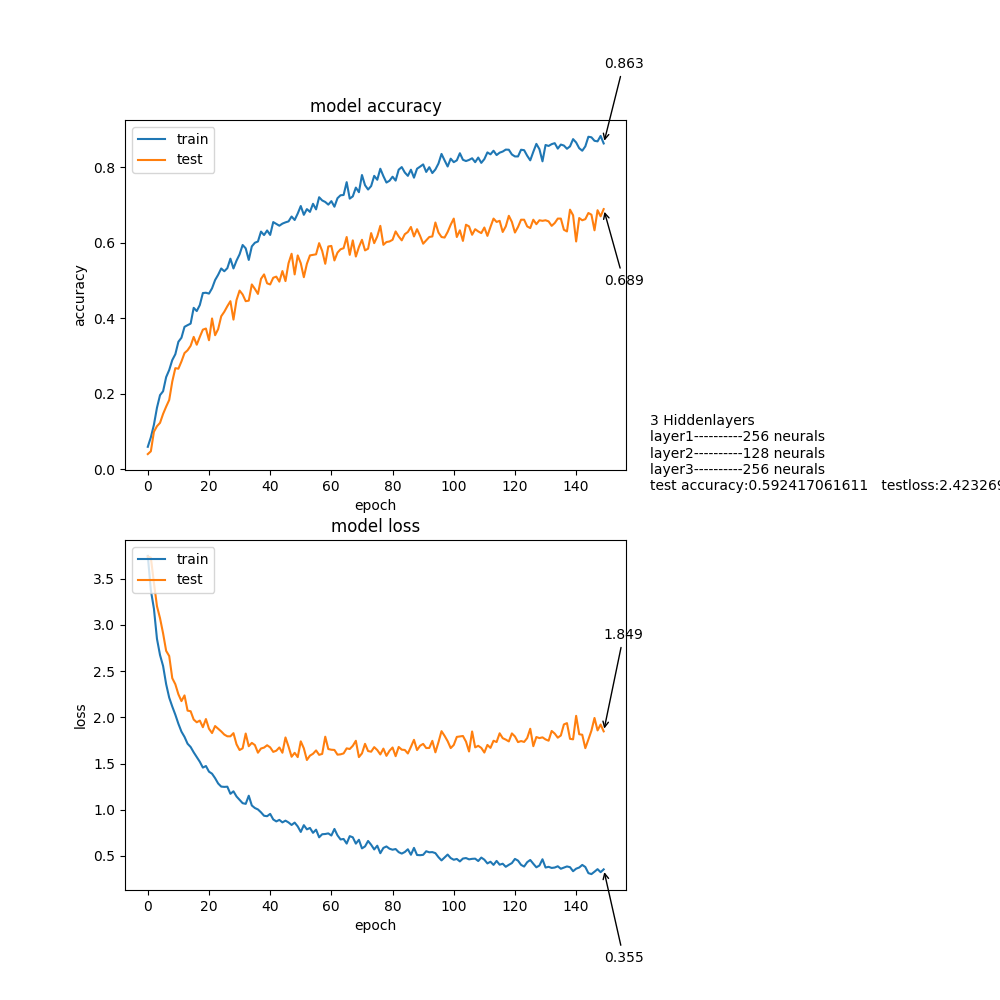 0.863
model accuracy
train
test
0.8
0.6
0.4
0.2
0.0
accuracy
0.689
0 20 40 60 80 100 120 140
epoch
3 Hiddenlayers
layer1----------256 neurals
layer2----------128 neurals
layer3----------256 neurals
test accuracy:0.592417061611 testloss:2.423269
model loss
train
test
3.5
3.0
2.5
2.0
1.5
1.0
0.5
loss
1.849
0 20 40 60 80 100 120 140
epoch
0.355